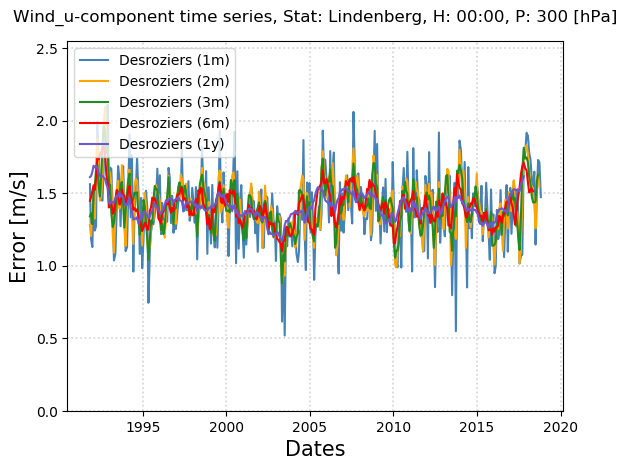 Wind_u-component time series, Stat: Lindenberg, H: 00:00, P: 300 [hPa]
2.5
2.0
1.5
1.0
0.5
0.0
Error [m/s]
Desroziers (1m)
Desroziers (2m)
Desroziers (3m)
Desroziers (6m)
Desroziers (1y)
1995 2000 2005 2010 2015 2020
Dates